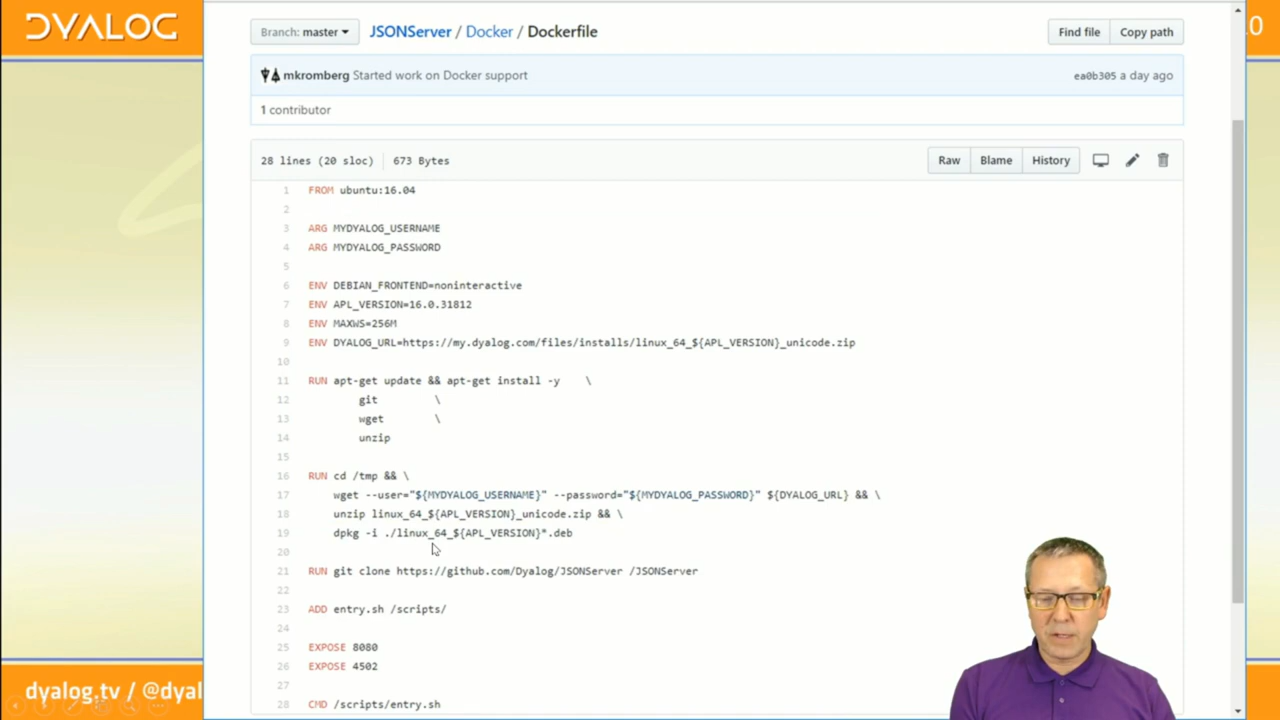 DYALOG
Branch: master
JSONServer / Docker / Dockerfile
Find file
Copy path
10
mkromberg Started work on Docker support
ea0b305 a day ago
1 contributor
28 lines (20 sloc)
673 Bytes
Raw
Blame
History
1 FROM ubuntu:16.04
2
3 ARG MYDYALOG_USERNAME
4 ARG MYDYALOG_PASSWORD
5
6 ENV DEBIAN_FRONTEND=noninteractive
7 ENV APL_VERSION=16.0.31812
8 ENV MAXWS=256M
9 ENV DYALOG_URL=https://my.dyalog.com/files/installs/linux_64_${APL_VERSION}_unicode.zip
10
11 RUN apt-get update && apt-get install -y \
12 git \
13 wget \
14 unzip
15
16 RUN cd /tmp && \
17 wget --user="${MYDYALOG_USERNAME}" --password="${MYDYALOG_PASSWORD}" ${DYALOG_URL} && \
18 unzip linux_64_${APL_VERSION}_unicode.zip && \
19 dpkg -i ./linux_64_${APL_VERSION}*.deb
20
21 RUN git clone https://github.com/Dyalog/JSONServer /JSONServer
22
23 ADD entry.sh /scripts/
24
25 EXPOSE 8080
26 EXPOSE 4502
27
28 CMD /scripts/entry.sh
dyalog.tv / @dyal